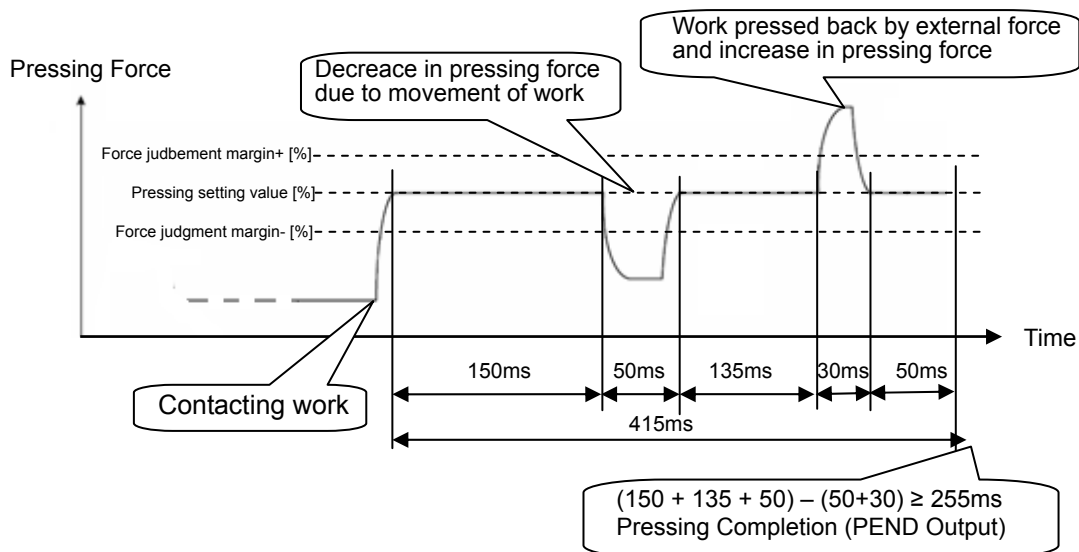 Work pressed back by external force
and increase in pressing force
Pressing Force
Decreace in pressing force
due to movement of work
Force judbement margin+ [%]
Pressing setting value [%]
Force judgment margin- [%]
Time
150ms
50ms
135ms
30ms
50ms
Contacting work
415ms
(150 + 135 + 50) – (50+30) ≥ 255ms
Pressing Completion (PEND Output)